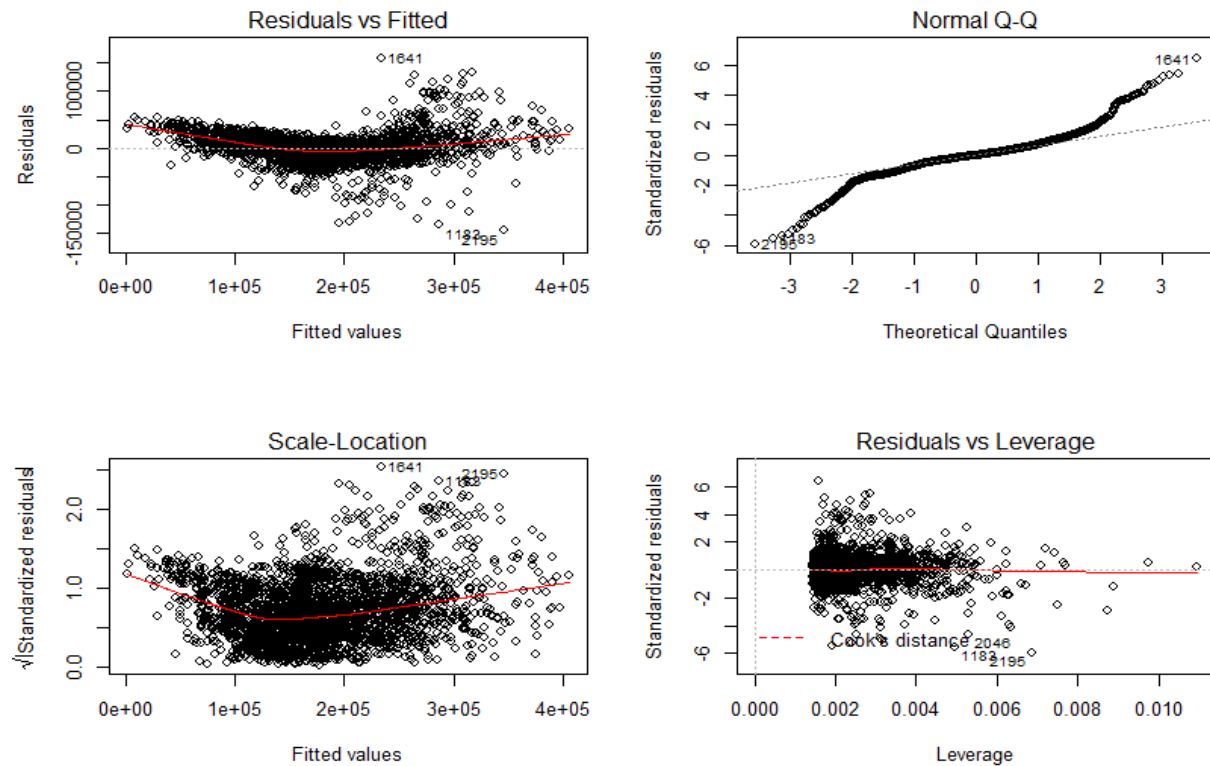 Residuals vs Fitted
Residuals
100000
0
-150000
1641
1183
2195
0e+00 1e+05 2e+05 3e+05 4e+05
Fitted values
Normal Q-Q
Standardized residuals
6
4
2
0
-2
-6
1641
2195
1183
-3 -2 -1 0 1 2 3
Theoretical Quantiles
Scale-Location
√|Standardized residuals|
2.0
1.0
0.0
1641
2195
1183
0e+00 1e+05 2e+05 3e+05 4e+05
Fitted values
Residuals vs Leverage
Standardized residuals
6
4
2
0
-2
-6
Cook's distance
2046
1183
2195
0.000 0.002 0.004 0.006 0.008 0.010
Leverage